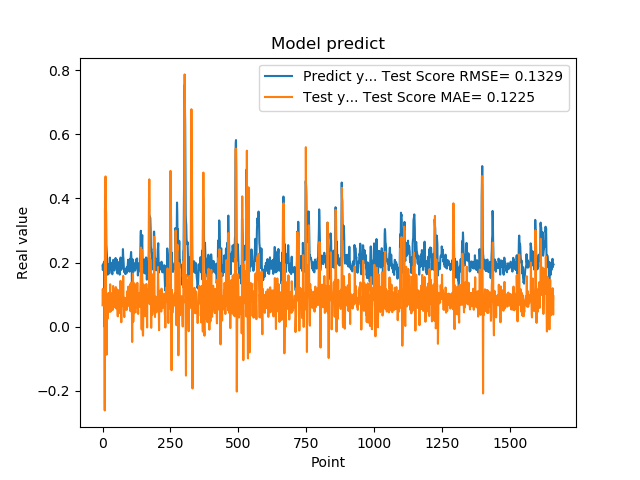 Model predict
Predict y... Test Score RMSE= 0.1329
Test y... Test Score MAE= 0.1225
0.8
0.6
0.4
0.2
0.0
−0.2
Real value
0 250 500 750 1000 1250 1500
Point